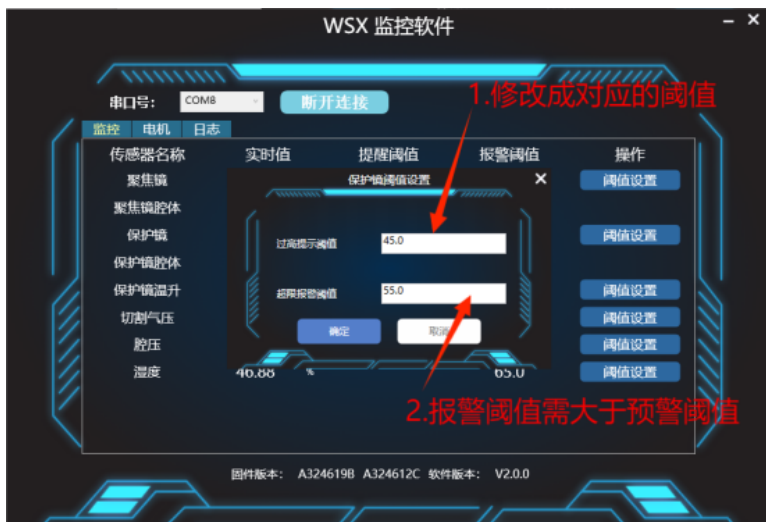 WSX 监控软件
串口号： COM8 断开连接
1.修改成对应的阈值
监控 电机 日志
传感器名称 实时值 提醒阈值 报警阈值 操作
聚焦镜 阈值设置
保护镜阈值设置
聚焦镜腔体
保护镜 阈值设置
过高提示阈值 45.0
保护镜腔体
保护镜温升 阈值设置
超限报警阈值 55.0
切割气压 阈值设置
确定 取消
腔压 阈值设置
湿度 46.88 % 65.0 阈值设置
2.报警阈值需大于预警阈值
固件版本： A324619B A324612C 软件版本： V2.0.0